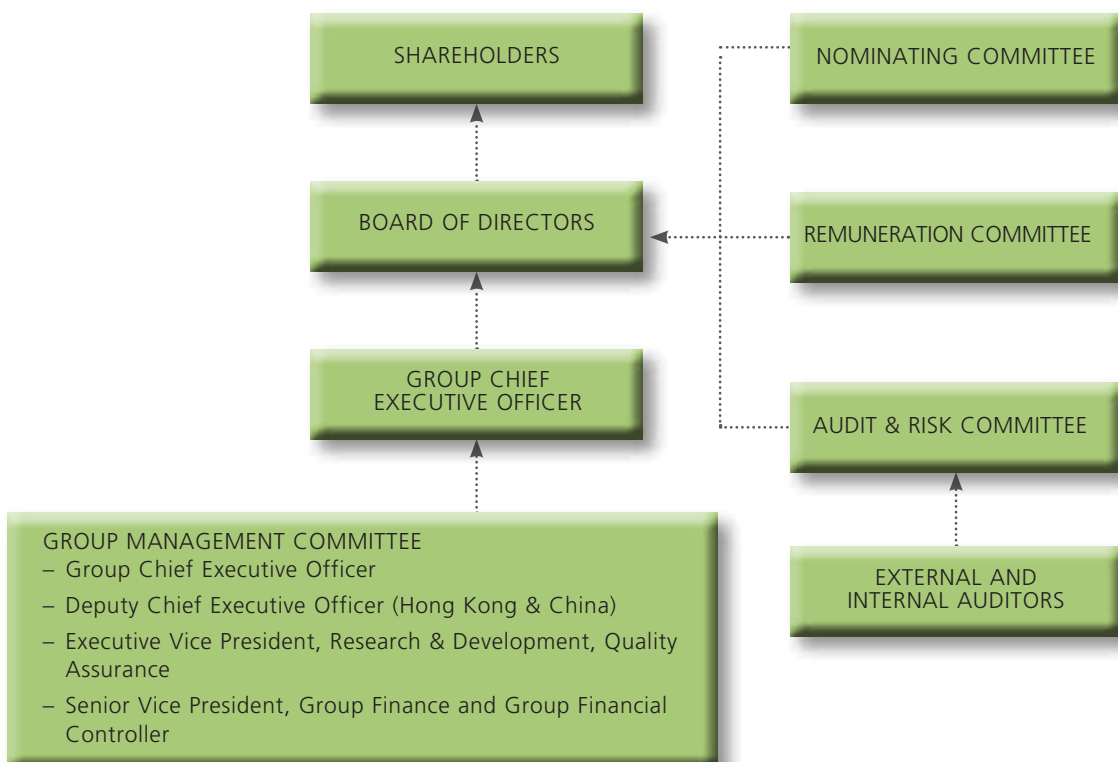 SHAREHOLDERS
NOMINATING COMMITTEE
BOARD OF DIRECTORS
REMUNERATION COMMITTEE
GROUP CHIEF
EXECUTIVE OFFICER
AUDIT & RISK COMMITTEE
GROUP MANAGEMENT COMMITTEE
– Group Chief Executive Officer
– Deputy Chief Executive Officer (Hong Kong & China)
– Executive Vice President, Research & Development, Quality
Assurance
– Senior Vice President, Group Finance and Group Financial
Controller
EXTERNAL AND
INTERNAL AUDITORS